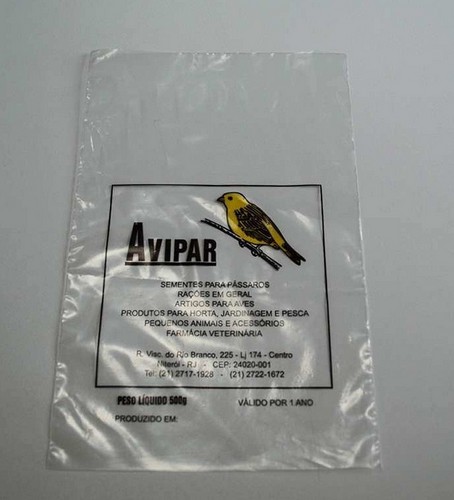 AVIPAR
SEMENTES PARA PÁSSAROS
RAÇÕES EM GERAL
ARTIGOS PARA AVES
PRODUTOS PARA HORTA, JARDINAGEM E PESCA
PEQUENOS ANIMAIS E ACESSÓRIOS
FARMÁCIA VETERINÁRIA
R. Visc. do Rio Branco, 225 - Lj 174 - Centro
Niterói - RJ - CEP: 24020-001
Tel: (21) 2717-1928 - (21) 2722-1672
PESO LÍQUIDO 500g VÁLIDO POR 1 ANO
PRODUZIDO EM: